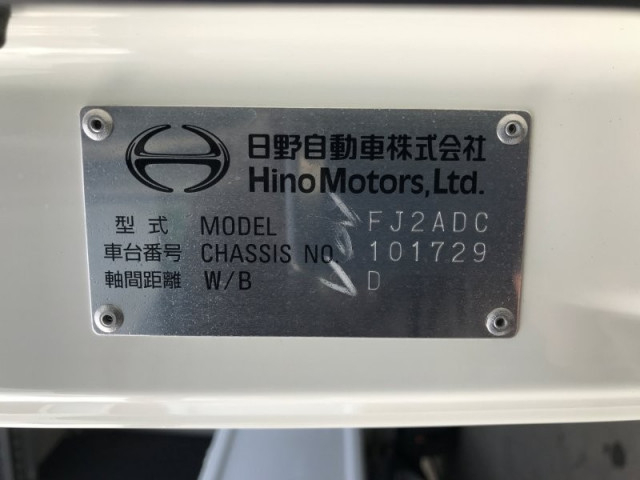 日野自動車株式会社
Hino Motors, Ltd.
型式 MODEL FJ2ADC
車台番号 CHASSIS NO. 101729
軸間距離 W/B D